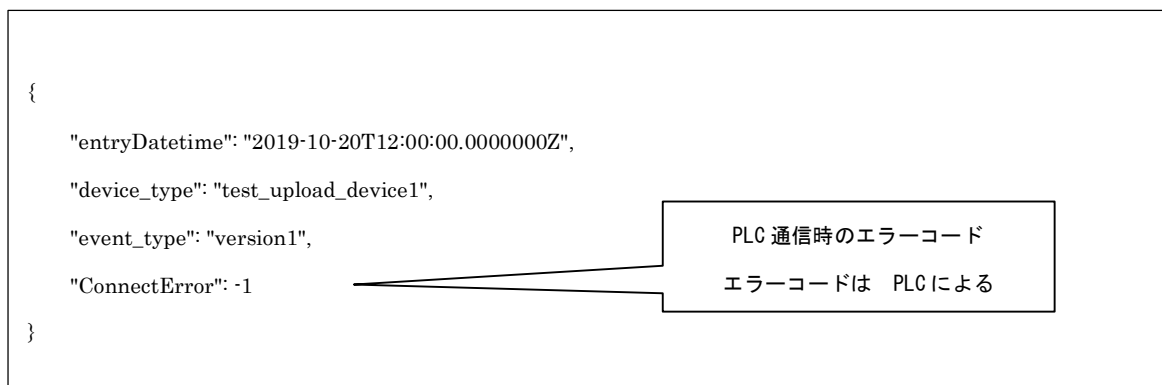 {
"entryDatetime": "2019-10-20T12:00:00.0000000Z",
"device_type": "test_upload_device1",
"event_type": "version1",
"ConnectError": -1
}
PLC 通信時のエラーコード
エラーコードは　PLC による